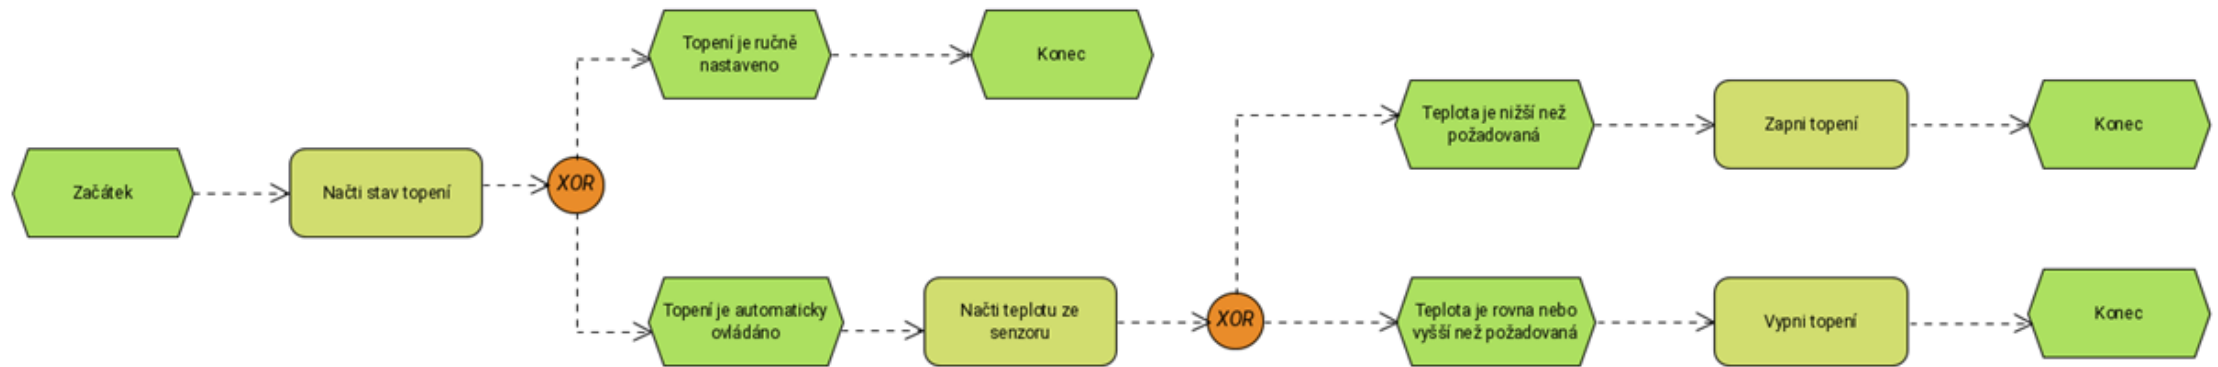 Topení je ručně
nastaveno
Konec
Teplota je nižší než
požadovaná
Zapni topení
Konec
Začátek
Načti stav topení
XOR
Topení je automaticky
ovládáno
Načti teplotu ze
senzoru
XOR
Teplota je rovna nebo
vyšší než požadovaná
Vypni topení
Konec